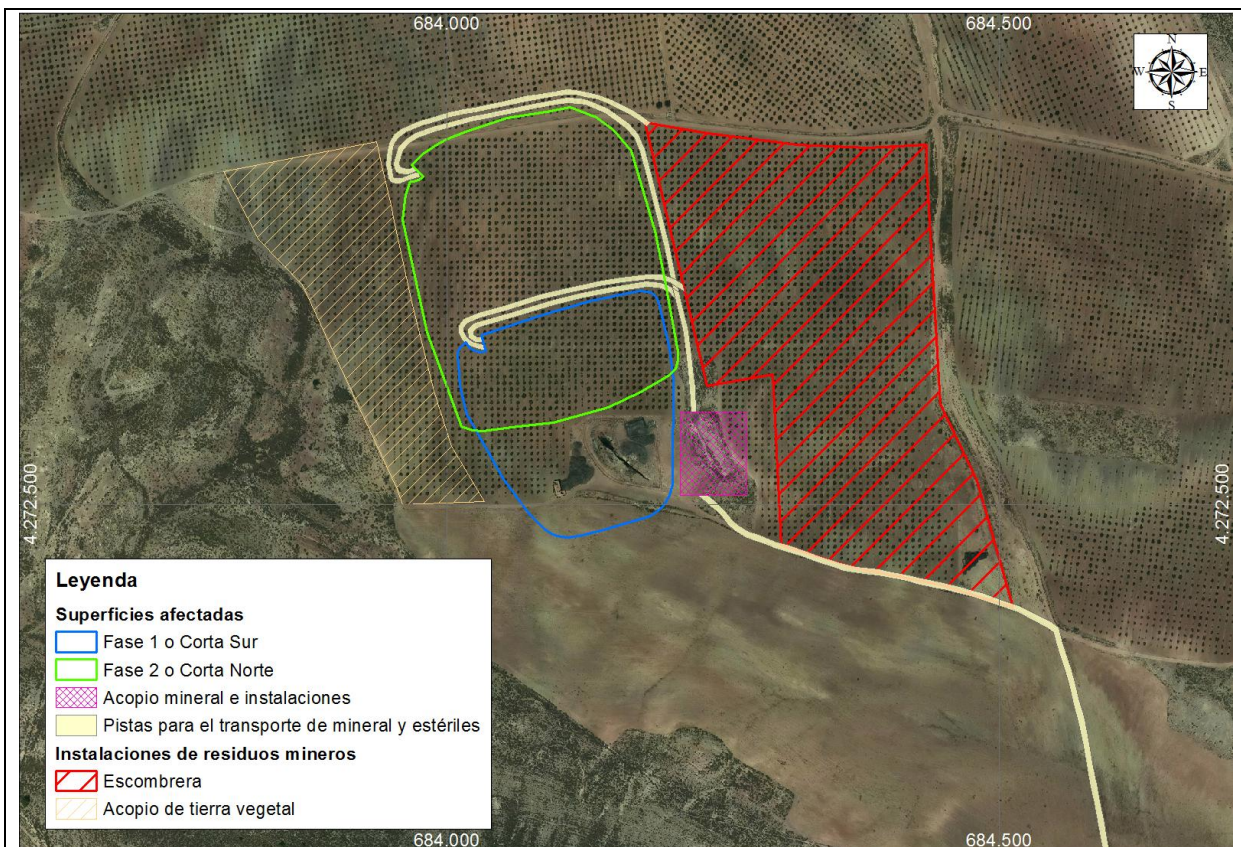 684.000
684.500
N
W
E
S
4.272.500
4.272.500
Leyenda
Superficies afectadas
Fase 1 o Corta Sur
Fase 2 o Corta Norte
Acopio mineral e instalaciones
Pistas para el transporte de mineral y estériles
Instalaciones de residuos mineros
Escombrera
Acopio de tierra vegetal
684.000
684.500